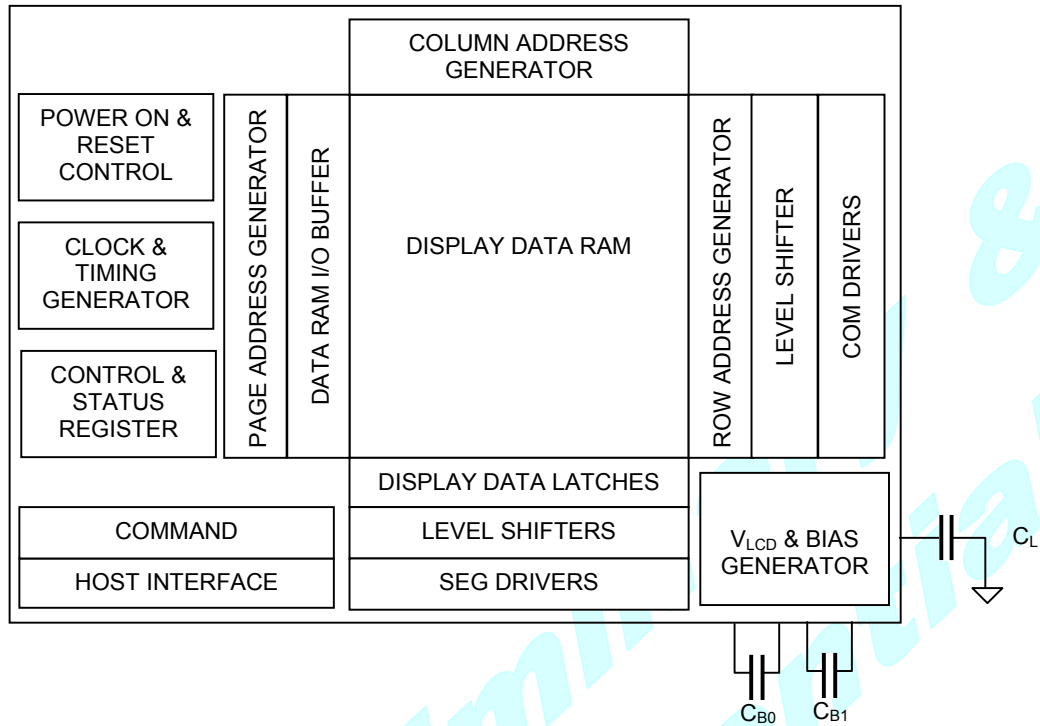 COLUMN ADDRESS
GENERATOR
POWER ON &
RESET
CONTROL
CLOCK &
TIMING
GENERATOR
CONTROL &
STATUS
REGISTER
PAGE ADDRESS GENERATOR
DATA RAM I/O BUFFER
DISPLAY DATA RAM
ROW ADDRESS GENERATOR
LEVEL SHIFTER
COM DRIVERS
DISPLAY DATA LATCHES
COMMAND
LEVEL SHIFTERS
HOST INTERFACE
SEG DRIVERS
VLCD & BIAS
GENERATOR
CL
CB0
CB1